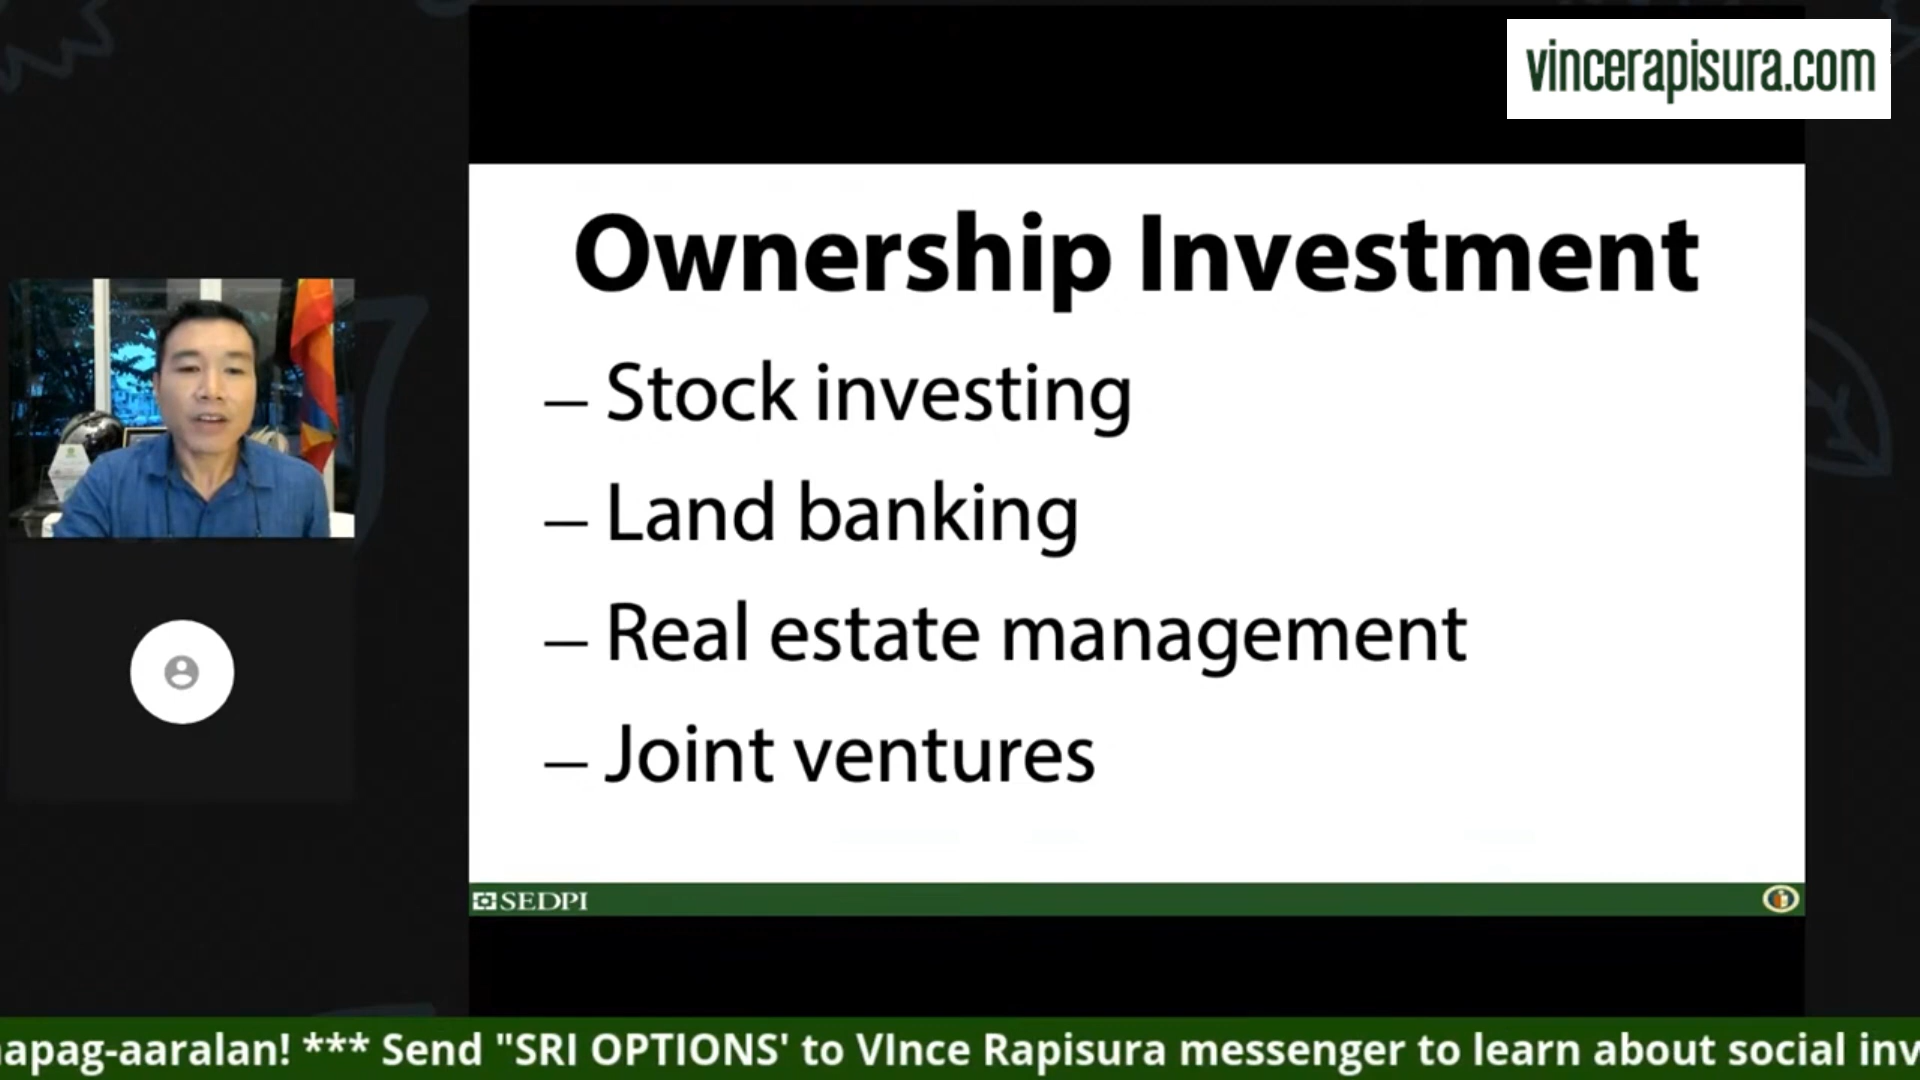 vincerapisura.com
Ownership Investment
– Stock investing
– Land banking
– Real estate management
– Joint ventures
SEDPI
apag-aaralan! *** Send "SRI OPTIONS' to VInce Rapisura messenger to learn about social inv